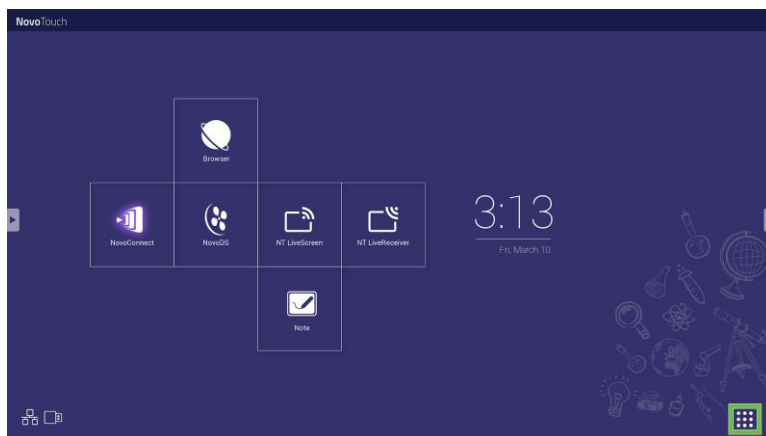 NovoTouch
Browser
NovoConnect
NovoDS
NT LiveScreen
NT LiveReceiver
3:13
Fri, March 10
Note